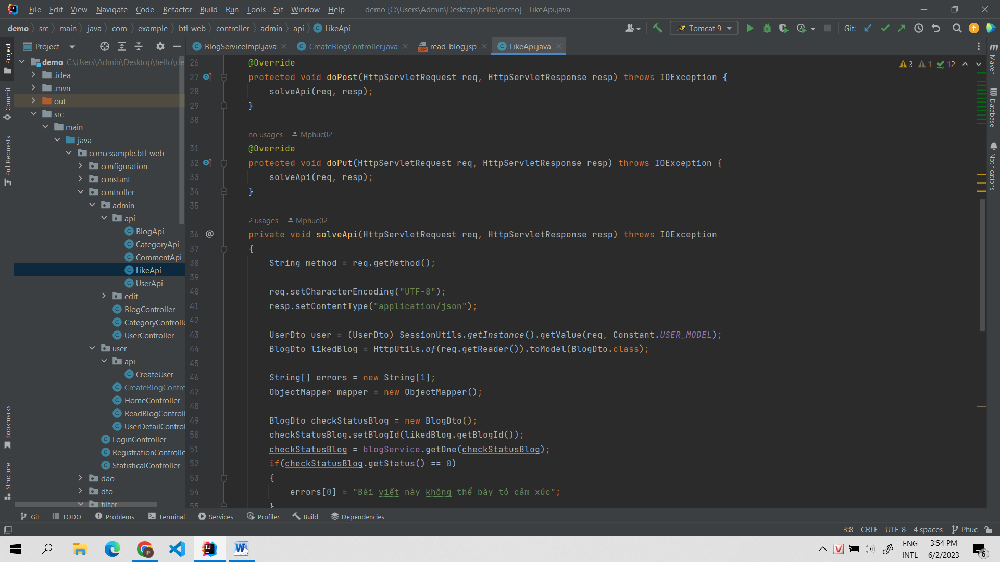 File Edit View Navigate Code Refactor Build Run Tools Git Window Help demo [C:\Users\Admin\Desktop\hello\demo] - LikeApi.java
demo src main java com example btl_web controller admin api LikeApi Tomcat 9 Git:
Project BlogServiceImpl.java CreateBlogController.java read_blog.jsp LikeApi.java
Project
Commit
Pull Requests
Bookmarks
Structure
demo C:\Users\Admin\Desktop\hello\de
.idea
.mvn
out
src
main
java
com.example.btl_web
configuration
constant
controller
admin
api
BlogApi
CategoryApi
CommentApi
LikeApi
UserApi
edit
BlogController
CategoryControlle
UserController
user
api
CreateUser
CreateBlogContro
HomeController
ReadBlogControll
UserDetailControl
LoginController
RegistrationControlle
StatisticalController
dao
dto
filter
3 1 12
26 @Override
27 protected void doPost(HttpServletRequest req, HttpServletResponse resp) throws IOException {
28 solveApi(req, resp);
29 }
30
no usages Mphuc02
31 @Override
32 protected void doPut(HttpServletRequest req, HttpServletResponse resp) throws IOException {
33 solveApi(req, resp);
34 }
35
2 usages Mphuc02
36 @ private void solveApi(HttpServletRequest req, HttpServletResponse resp) throws IOException
37 {
38 String method = req.getMethod();
39
40 req.setCharacterEncoding("UTF-8");
41 resp.setContentType("application/json");
42
43 UserDto user = (UserDto) SessionUtils.getInstance().getValue(req, Constant.USER_MODEL);
44 BlogDto likedBlog = HttpUtils.of(req.getReader()).toModel(BlogDto.class);
45
46 String[] errors = new String[1];
47 ObjectMapper mapper = new ObjectMapper();
48
49 BlogDto checkStatusBlog = new BlogDto();
50 checkStatusBlog.setBlogId(likedBlog.getBlogId());
51 checkStatusBlog = blogService.getOne(checkStatusBlog);
52 if(checkStatusBlog.getStatus() == 0)
53 {
54 errors[0] = "Bài viết này không thể bày tỏ cảm xúc";
55 }
m Maven
Database
Notifications
Git TODO Problems Terminal Services Profiler Build Dependencies
3:8 CRLF UTF-8 4 spaces Phuc
ENG 3:54 PM
INTL 6/2/2023 6